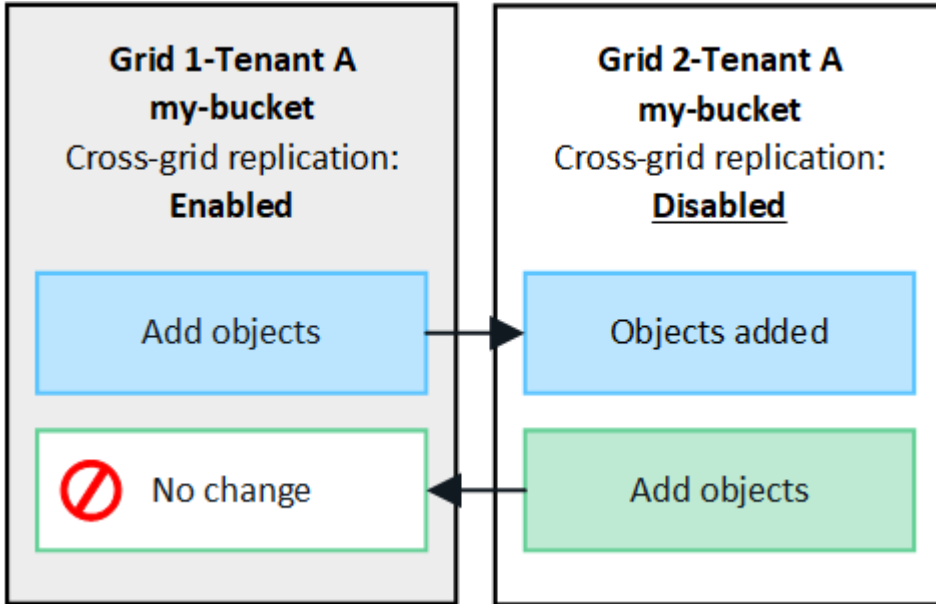 Grid 1-Tenant A
my-bucket
Cross-grid replication:
Enabled
Add objects
No change
Grid 2-Tenant A
my-bucket
Cross-grid replication:
Disabled
Objects added
Add objects